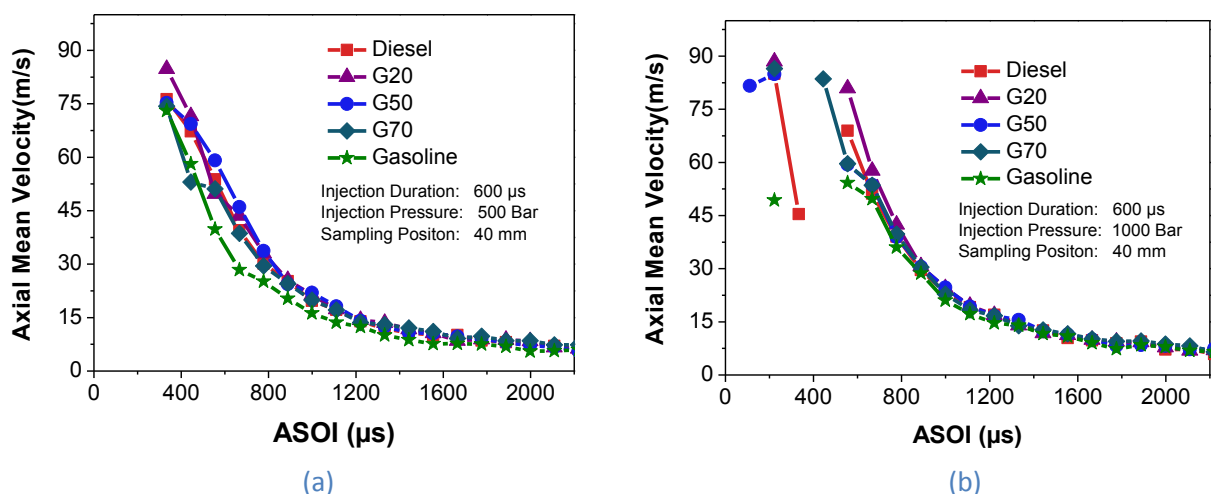 Axial Mean Velocity(m/s)
90
75
60
45
30
15
0
0 400 800 1200 1600 2000
ASOI (µs)
Diesel
G20
G50
G70
Gasoline
Injection Duration: 600 µs
Injection Pressure: 500 Bar
Sampling Positon: 40 mm
(a)
Axial Mean Velocity(m/s)
90
75
60
45
30
15
0
0 400 800 1200 1600 2000
ASOI (µs)
Diesel
G20
G50
G70
Gasoline
Injection Duration: 600 µs
Injection Pressure: 1000 Bar
Sampling Positon: 40 mm
(b)